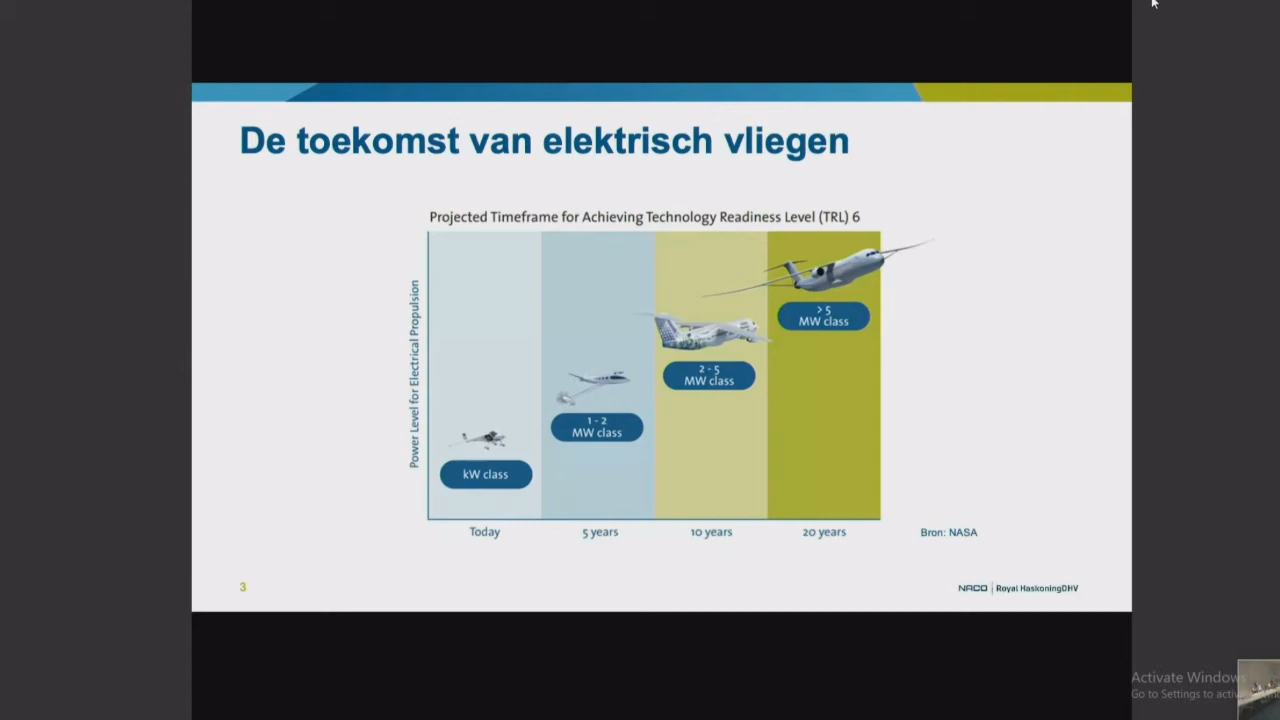 De toekomst van elektrisch vliegen
Projected Timeframe for Achieving Technology Readiness Level (TRL) 6
Power Level for Electrical Propulsion
> 5
MW class
2 - 5
MW class
1 - 2
MW class
kW class
Today
5 years
10 years
20 years
Bron: NASA
3
NACO
Royal HaskoningDHV
Activate Window
Go to Settings to activ